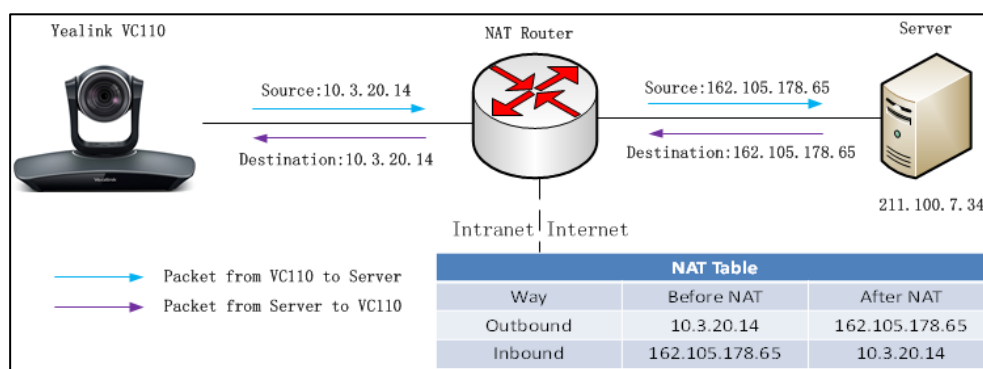 Yealink VC110
NAT Router
Server
Source:10.3.20.14
Source:162.105.178.65
Destination:10.3.20.14
Destination:162.105.178.65
Yealink
211.100.7.34
Intranet Internet
Packet from VC110 to Server
Packet from Server to VC110
NAT Table
Way Before NAT After NAT
Outbound 10.3.20.14 162.105.178.65
Inbound 162.105.178.65 10.3.20.14